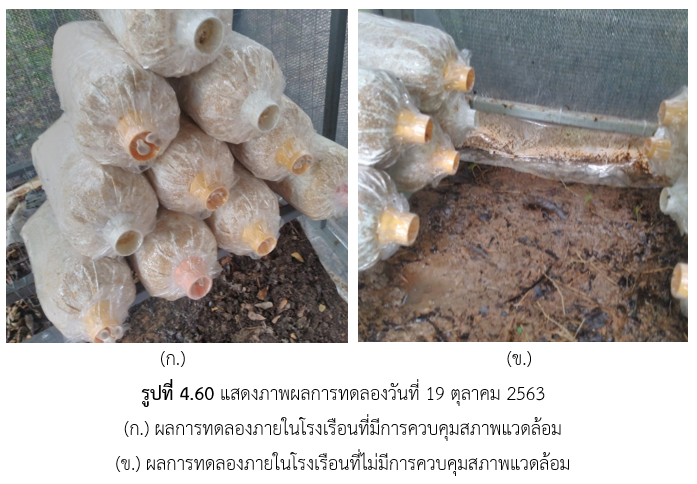 (ก.)
(ข.)
รูปที่ 4.60 แสดงภาพผลการทดลองวันที่ 19 ตุลาคม 2563
(ก.) ผลการทดลองภายในโรงเรือนที่มีการควบคุมสภาพแวดล้อม
(ข.) ผลการทดลองภายในโรงเรือนที่ไม่มีการควบคุมสภาพแวดล้อม